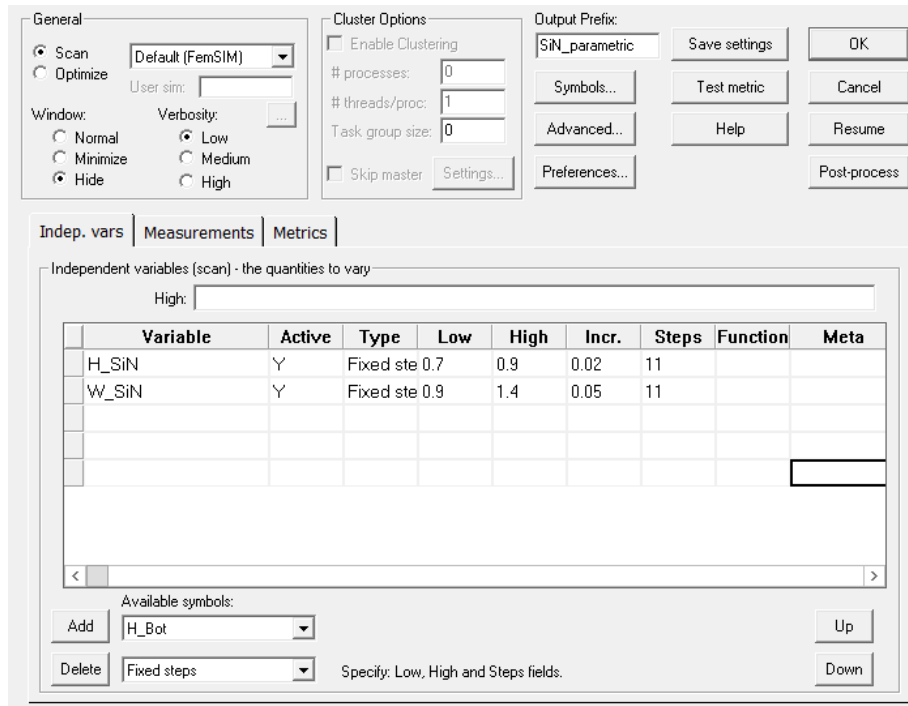 General
Scan
Optimize
Default (FemSIM)
User sim:
Window:
Normal
Minimize
Hide
Verbosity:
...
Low
Medium
High
Cluster Options
Enable Clustering
# processes: 0
# threads/proc: 1
Task group size: 0
Skip master Settings...
Output Prefix:
SiN_parametric
Symbols...
Advanced...
Preferences...
Save settings
Test metric
Help
OK
Cancel
Resume
Post-process
Indep. vars Measurements Metrics
Independent variables (scan) - the quantities to vary
High:
Variable Active Type Low High Incr. Steps Function Meta
H_SiN Y Fixed ste 0.7 0.9 0.02 11
W_SiN Y Fixed ste 0.9 1.4 0.05 11
Available symbols:
Add H_Bot Up
Delete Fixed steps Specify: Low, High and Steps fields. Down